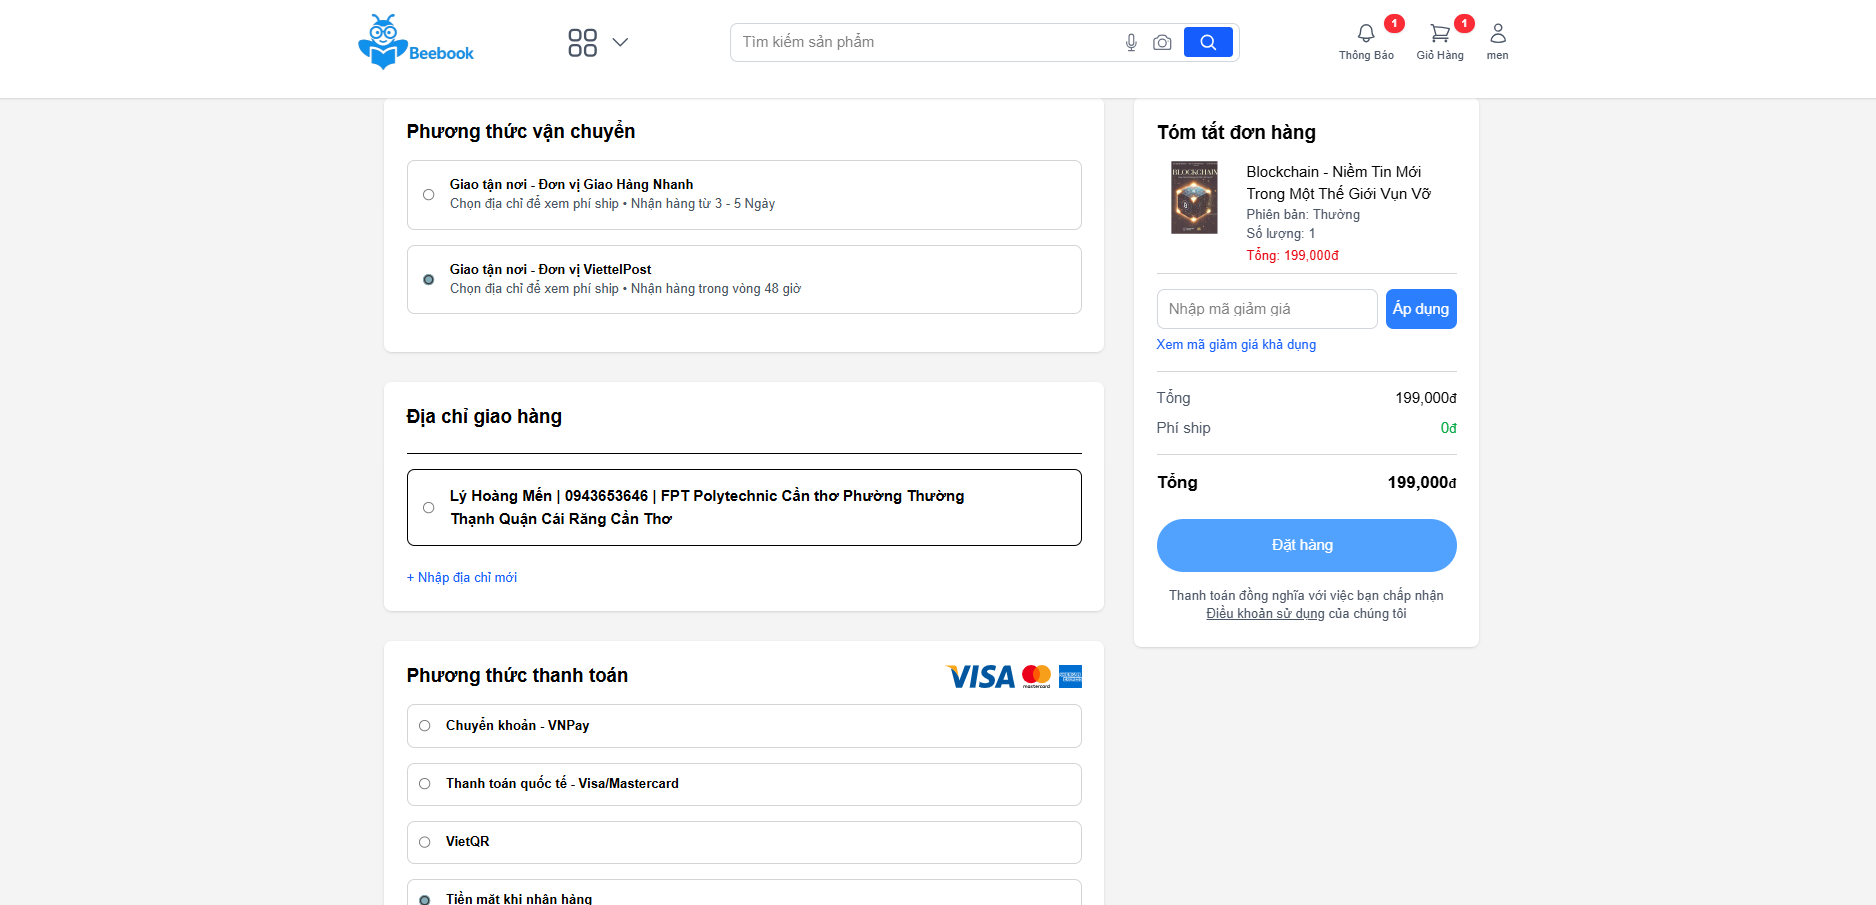 Beebook
Tìm kiếm sản phẩm
1
Thông Báo
1
Giỏ Hàng
men
Phương thức vận chuyển
Giao tận nơi - Đơn vị Giao Hàng Nhanh
Chọn địa chỉ để xem phí ship • Nhận hàng từ 3 - 5 Ngày
Giao tận nơi - Đơn vị ViettelPost
Chọn địa chỉ để xem phí ship • Nhận hàng trong vòng 48 giờ
Địa chỉ giao hàng
Lý Hoàng Mến | 0943653646 | FPT Polytechnic Cần thơ Phường Thường
Thạnh Quận Cái Răng Cần Thơ
+ Nhập địa chỉ mới
Phương thức thanh toán
VISA
mastercard
Chuyển khoản - VNPay
Thanh toán quốc tế - Visa/Mastercard
VietQR
Tiền mặt khi nhận hàng
Tóm tắt đơn hàng
BLOCKCHAIN
Blockchain - Niềm Tin Mới
Trong Một Thế Giới Vụn Vỡ
Phiên bản: Thường
Số lượng: 1
Tổng: 199,000đ
Nhập mã giảm giá
Áp dụng
Xem mã giảm giá khả dụng
Tổng 199,000đ
Phí ship 0đ
Tổng 199,000đ
Đặt hàng
Thanh toán đồng nghĩa với việc bạn chấp nhận
Điều khoản sử dụng của chúng tôi